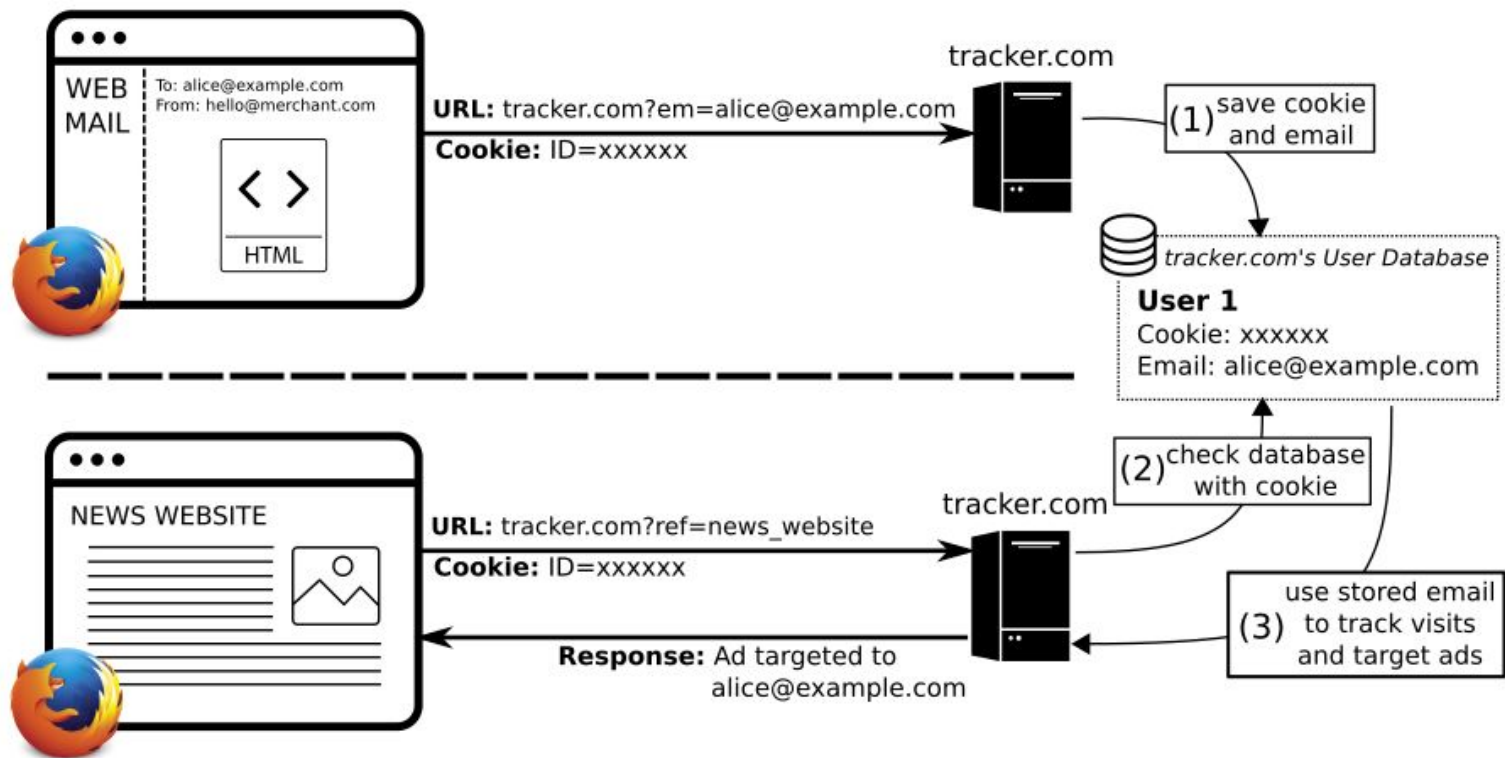 WEB
MAIL
To: alice@example.com
From: hello@merchant.com
HTML
URL: tracker.com?em=alice@example.com
Cookie: ID=xxxxxx
tracker.com
(1) save cookie
and email
tracker.com's User Database
User 1
Cookie: xxxxxx
Email: alice@example.com
NEWS WEBSITE
URL: tracker.com?ref=news_website
Cookie: ID=xxxxxx
Response: Ad targeted to
alice@example.com
tracker.com
(2) check database
with cookie
(3) use stored email
to track visits
and target ads